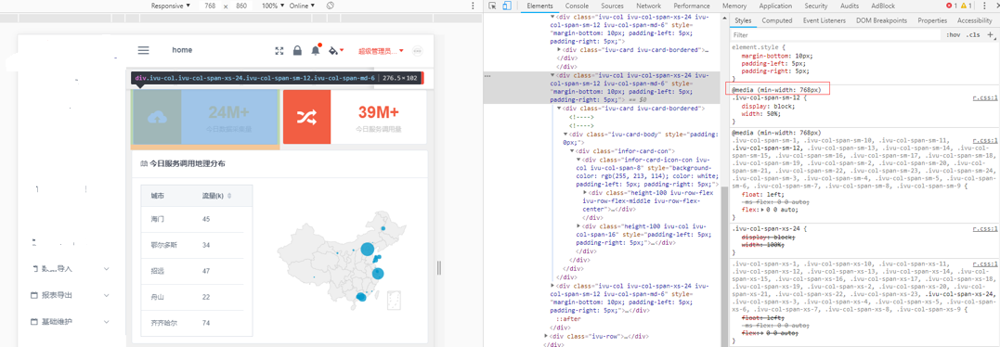 Responsive ▼ 768 × 860 100% ▼ Online ▼
home
超级管理员...
div.ivu-col.ivu-col-span-xs-24.ivu-col-span-sm-12.ivu-col-span-md-6 276.5 × 102
24M+
39M+
今日服务调用量
今日服务调用地理分布
城市 流量(k)
海门 45
鄂尔多斯 34
招远 47
舟山 22
齐齐哈尔 74
导入
报表导出
基础维护
Elements Console Sources Network Performance Memory Application Security Audits AdBlock 1 1
<div class="ivu-col ivu-col-span-xs-24 ivu-
col-span-sm-12 ivu-col-span-md-6" style=
"margin-bottom: 10px; padding-left: 5px;
padding-right: 5px;">
<div class="ivu-card ivu-card-bordered">…
</div>
</div>
<div class="ivu-col ivu-col-span-xs-24 ivu-
col-span-sm-12 ivu-col-span-md-6" style=
"margin-bottom: 10px; padding-left: 5px;
padding-right: 5px;"> == $0
<div class="ivu-card ivu-card-bordered">
<!---->
<!---->
<div class="ivu-card-body" style="padding:
0px;">
<div class="infor-card-con">
<div class="infor-card-icon-con ivu-
col ivu-col-span-8" style="background-
color: rgb(255, 213, 114); color: white;
padding-left: 5px; padding-right: 5px;">
<div class="height-100 ivu-row-flex
ivu-row-flex-middle ivu-row-flex-
center">…</div>
</div>
<div class="height-100 ivu-col ivu-
col-span-16" style="padding-left: 5px;
padding-right: 5px;">…</div>
</div>
</div>
</div>
</div>
<div class="ivu-col ivu-col-span-xs-24 ivu-
col-span-sm-12 ivu-col-span-md-6" style=
"margin-bottom: 10px; padding-left: 5px;
padding-right: 5px;">…</div>
::after
</div>
<div class="ivu-row">…</div>
</div>
Styles Computed Event Listeners DOM Breakpoints Properties Accessibility
Filter :hov .cls +
element.style {
margin-bottom: 10px;
padding-left: 5px;
padding-right: 5px;
}
@media (min-width: 768px)
.ivu-col-span-sm-12 { r.css:1
display: block;
width: 50%;
}
@media (min-width: 768px)
.ivu-col-span-sm-1, .ivu-col-span-sm-10, .ivu-col-span-sm-11, r.css:1
.ivu-col-span-sm-12, .ivu-col-span-sm-13, .ivu-col-span-sm-14, .ivu-
col-span-sm-15, .ivu-col-span-sm-16, .ivu-col-span-sm-17, .ivu-col-
span-sm-18, .ivu-col-span-sm-19, .ivu-col-span-sm-2, .ivu-col-span-sm-20, .ivu-col-span-
sm-21, .ivu-col-span-sm-22, .ivu-col-span-sm-23, .ivu-col-span-sm-24,
.ivu-col-span-sm-3, .ivu-col-span-sm-4, .ivu-col-span-sm-5, .ivu-col-span-
sm-6, .ivu-col-span-sm-7, .ivu-col-span-sm-8, .ivu-col-span-sm-9 {
float: left;
-ms-flex: 0 0 auto;
flex: 0 0 auto;
}
.ivu-col-span-xs-24 { r.css:1
display: block;
width: 100%;
}
.ivu-col-span-xs-1, .ivu-col-span-xs-10, .ivu-col-span-xs-11, r.css:1
.ivu-col-span-xs-12, .ivu-col-span-xs-13, .ivu-col-span-xs-14, .ivu-
col-span-xs-15, .ivu-col-span-xs-16, .ivu-col-span-xs-17, .ivu-col-
span-xs-18, .ivu-col-span-xs-19, .ivu-col-span-xs-2, .ivu-col-span-xs-20, .ivu-col-span-
xs-21, .ivu-col-span-xs-22, .ivu-col-span-xs-23, .ivu-col-span-xs-24,
.ivu-col-span-xs-3, .ivu-col-span-xs-4, .ivu-col-span-xs-5, .ivu-col-span-
xs-6, .ivu-col-span-xs-7, .ivu-col-span-xs-8, .ivu-col-span-xs-9 {
float: left;
-ms-flex: 0 0 auto;
flex: 0 0 auto;
}